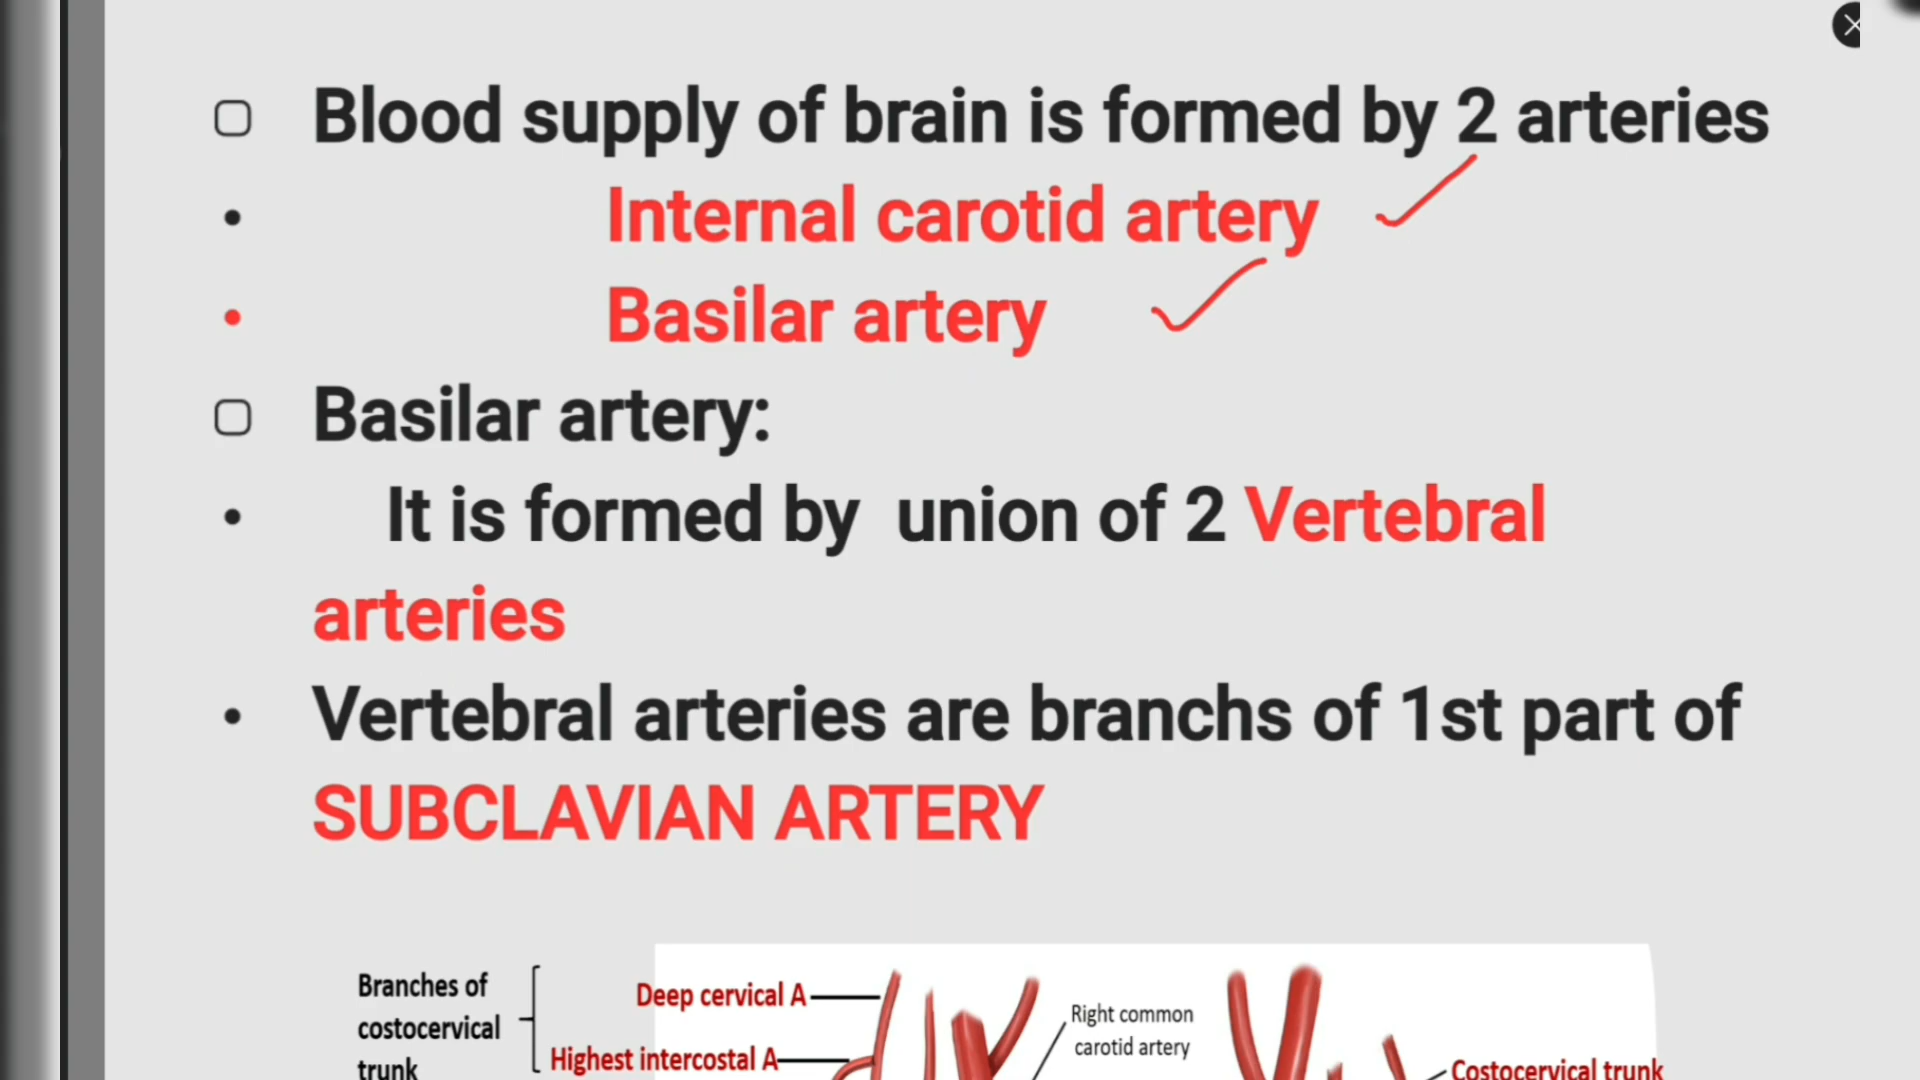 Blood supply of brain is formed by 2 arteries
Internal carotid artery
Basilar artery
Basilar artery:
It is formed by union of 2 Vertebral
arteries
Vertebral arteries are branchs of 1st part of
SUBCLAVIAN ARTERY
Branches of
costocervical
trunk
Deep cervical A
Highest intercostal A
Right common
carotid artery
Costocervical trunk